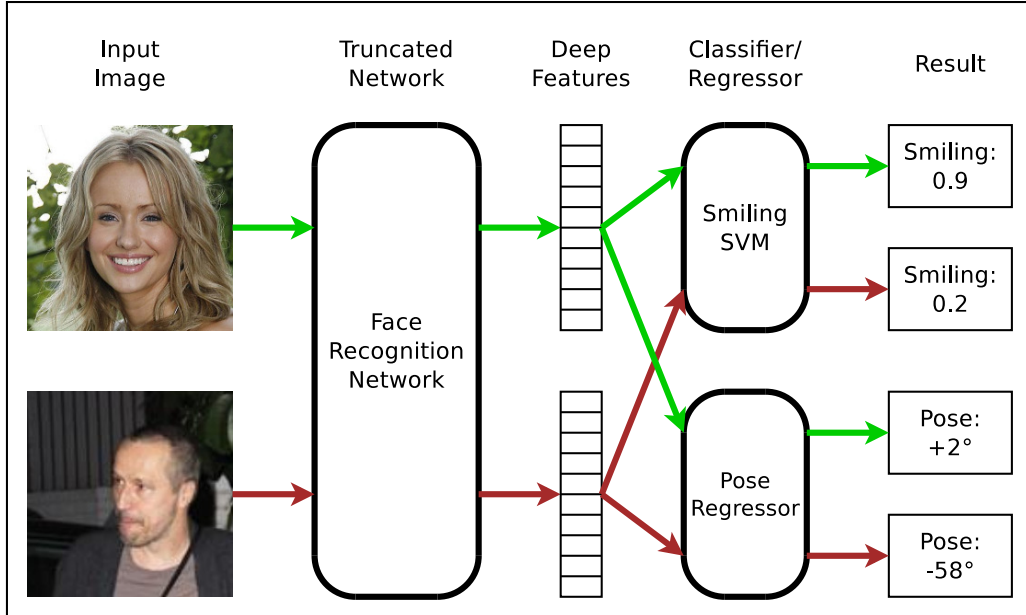 Input
Image
Truncated
Network
Deep
Features
Classifier/
Regressor
Result
Face
Recognition
Network
Smiling
SVM
Smiling:
0.9
Smiling:
0.2
Pose
Regressor
Pose:
+2°
Pose:
-58°